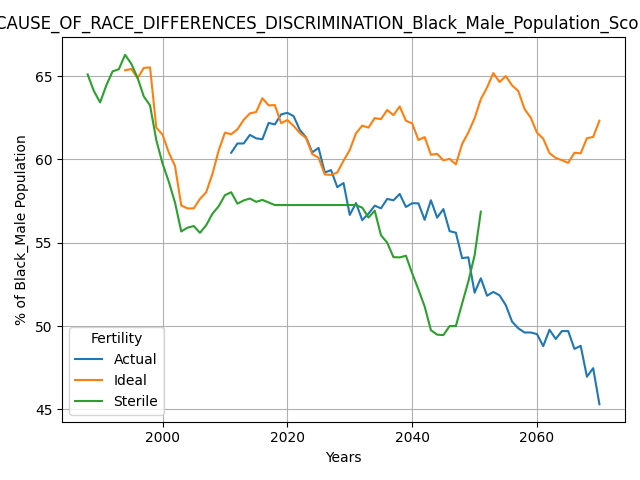 CAUSE_OF_RACE_DIFFERENCES_DISCRIMINATION_Black_Male_Population_Sco
65
60
55
50
45
% of Black_Male Population
Fertility
Actual
Ideal
Sterile
2000 2020 2040 2060
Years